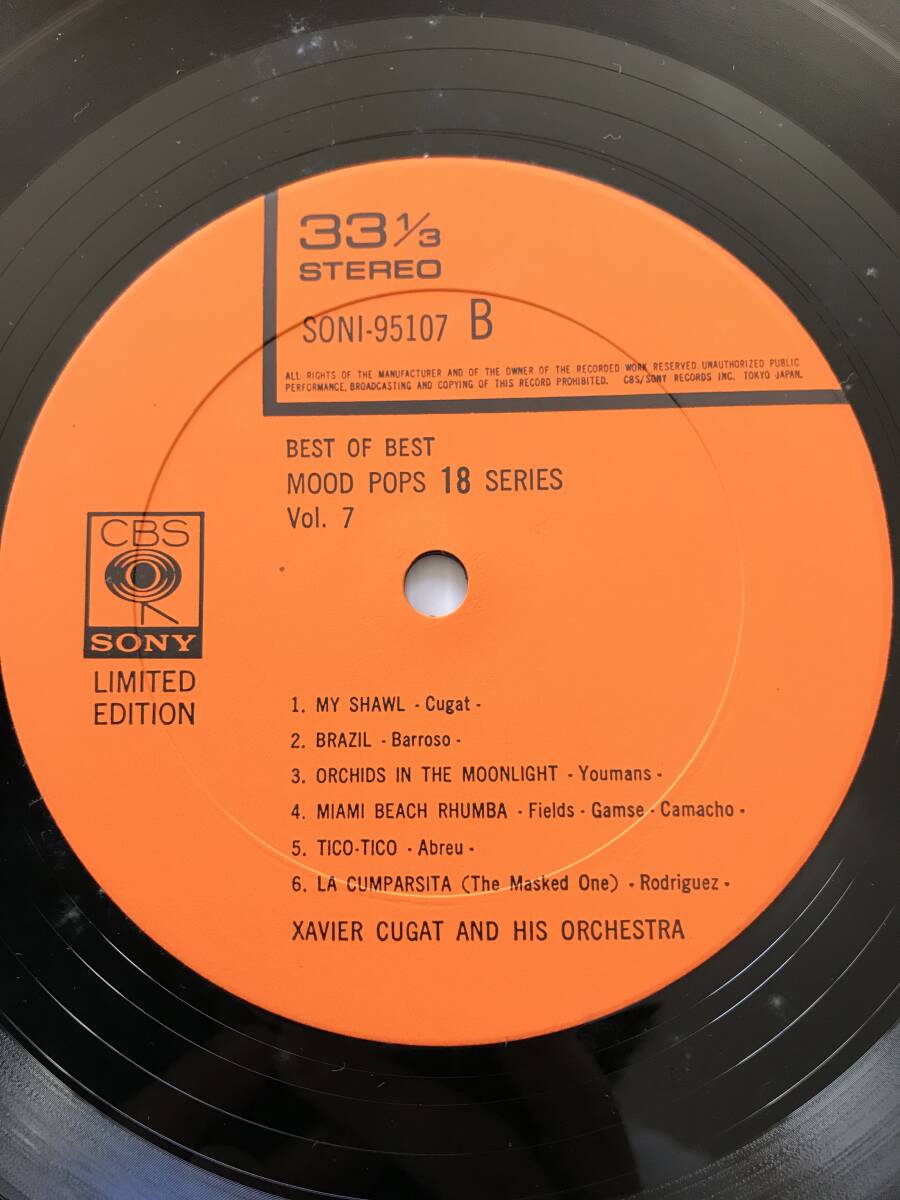 33 1/3
STEREO
SONI-95107 B
ALL RIGHTS OF THE MANUFACTURER AND OF THE OWNER OF THE RECORDED WORK RESERVED. UNAUTHORIZED PUBLIC
PERFORMANCE, BROADCASTING AND COPYING OF THIS RECORD PROHIBITED. CBS/SONY RECORDS INC. TOKYO JAPAN.
BEST OF BEST
MOOD POPS 18 SERIES
Vol. 7
CBS
SONY
LIMITED
EDITION
1. MY SHAWL - Cugat -
2. BRAZIL - Barroso -
3. ORCHIDS IN THE MOONLIGHT - Youmans -
4. MIAMI BEACH RHUMBA - Fields - Gamse - Camacho -
5. TICO-TICO - Abreu -
6. LA CUMPARSITA (The Masked One) - Rodriguez -
XAVIER CUGAT AND HIS ORCHESTRA